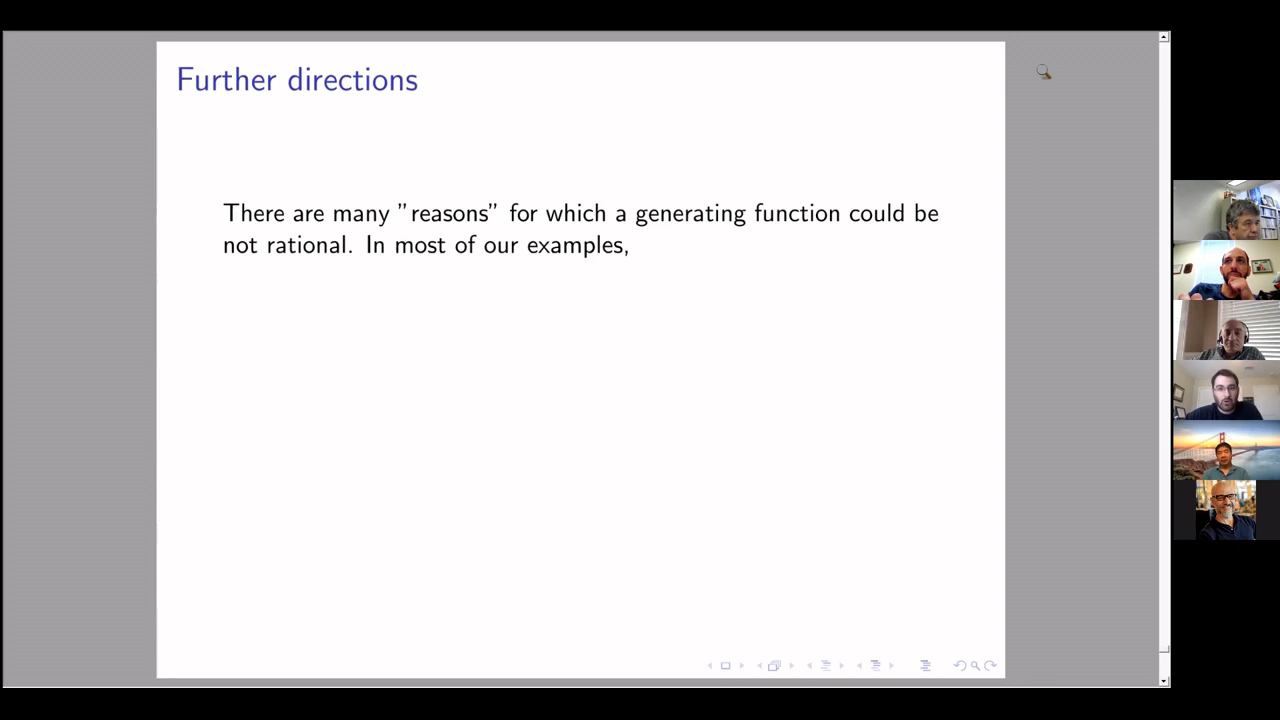 Further directions
There are many ”reasons” for which a generating function could be
not rational. In most of our examples,